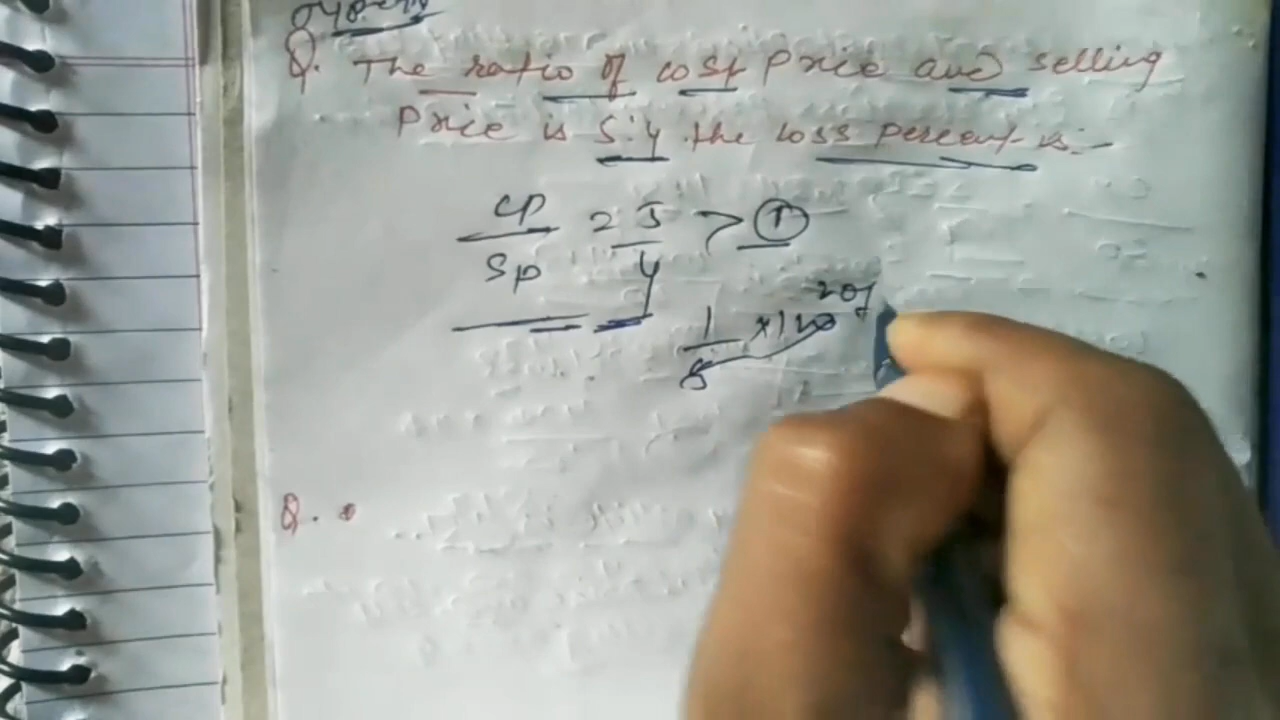 Q. The ratio of cost Price and selling
Price is 5:4 the loss percent is:-
CP = 5 > 1
SP 4
1 × 100 20%
5
Q.